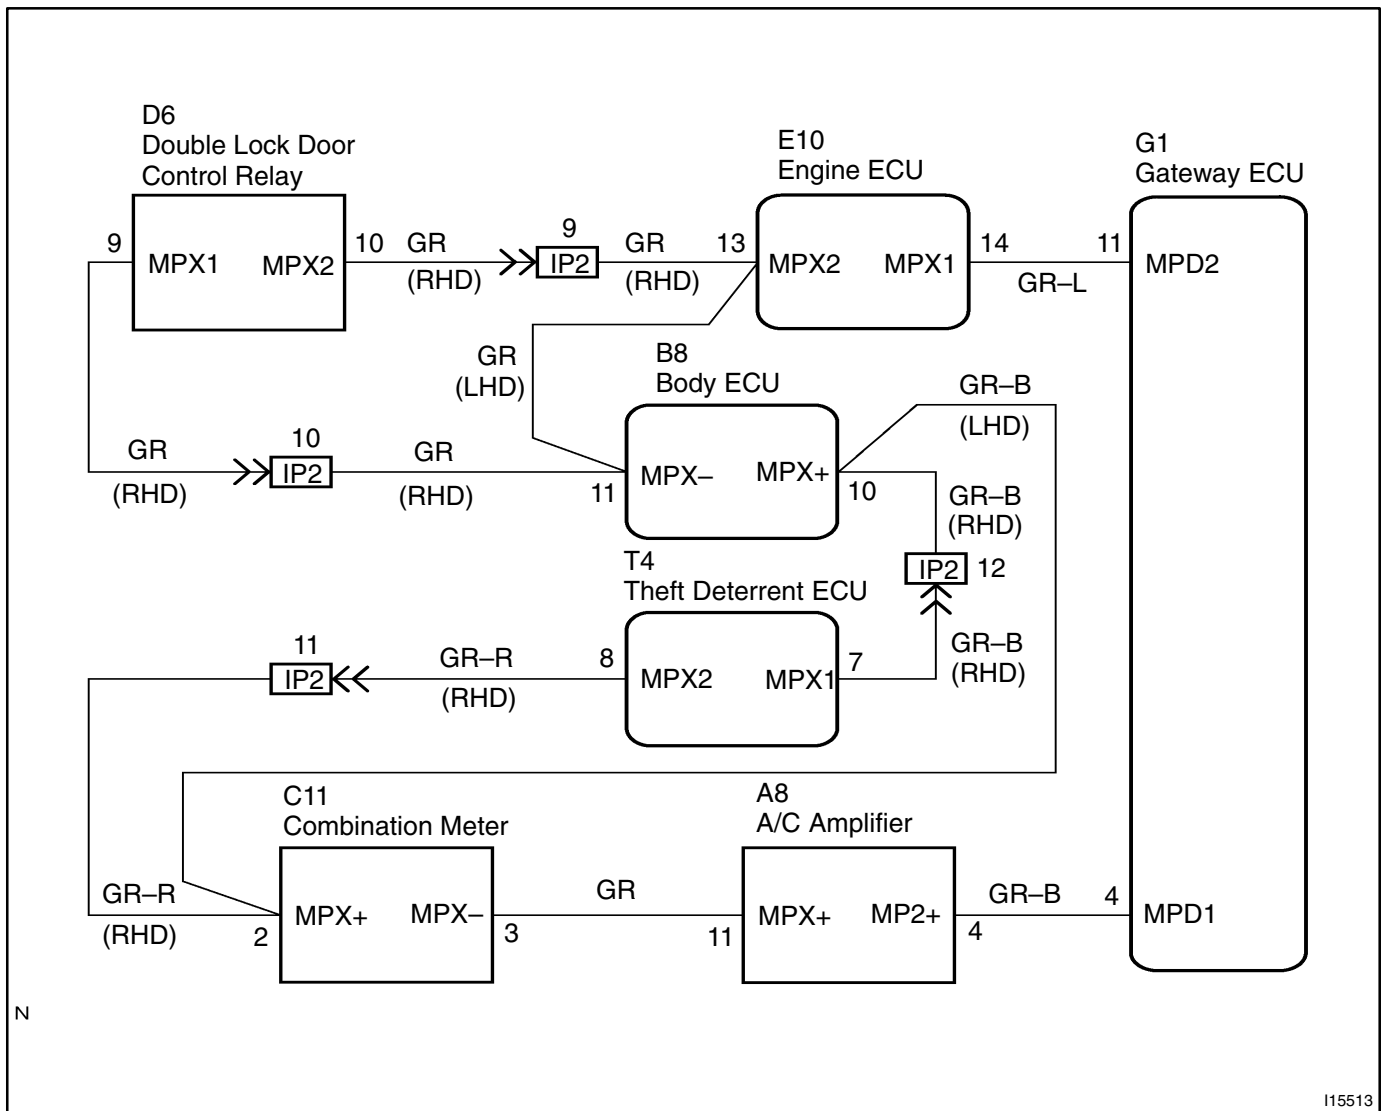 D6
Double Lock Door
Control Relay
E10
Engine ECU
G1
Gateway ECU
9
MPX1
MPX2
10
GR
(RHD)
9
IP2
GR
(RHD)
13
MPX2
MPX1
14
GR–L
11
MPD2
GR
(LHD)
B8
Body ECU
GR–B
(LHD)
GR
(RHD)
10
IP2
GR
(RHD)
11
MPX–
MPX+
10
GR–B
(RHD)
IP2
12
T4
Theft Deterrent ECU
11
IP2
GR–R
(RHD)
8
MPX2
MPX1
7
GR–B
(RHD)
C11
Combination Meter
A8
A/C Amplifier
GR–R
(RHD)
2
MPX+
MPX–
3
GR
11
MPX+
MP2+
4
GR–B
4
MPD1
N
I15513